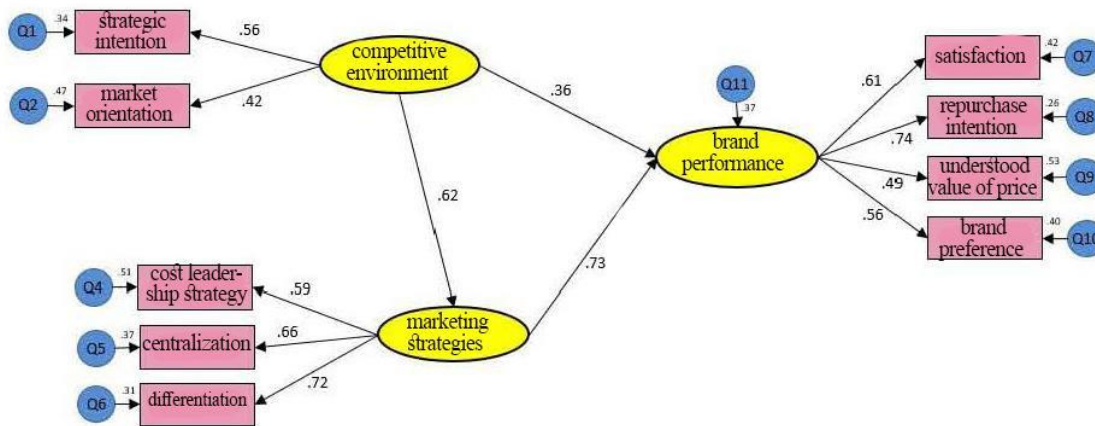 Q1
.34
strategic
intention
.56
Q2
.47
market
orientation
.42
competitive
environment
.36
.62
Q11
.37
brand
performance
.61
.74
.49
.56
satisfaction
.42
Q7
repurchase
intention
.26
Q8
understood
value of price
.53
Q9
brand
preference
.40
Q10
Q4
.51
cost leader-
ship strategy
.59
Q5
.37
centralization
.66
Q6
.31
differentiation
.72
marketing
strategies
.73